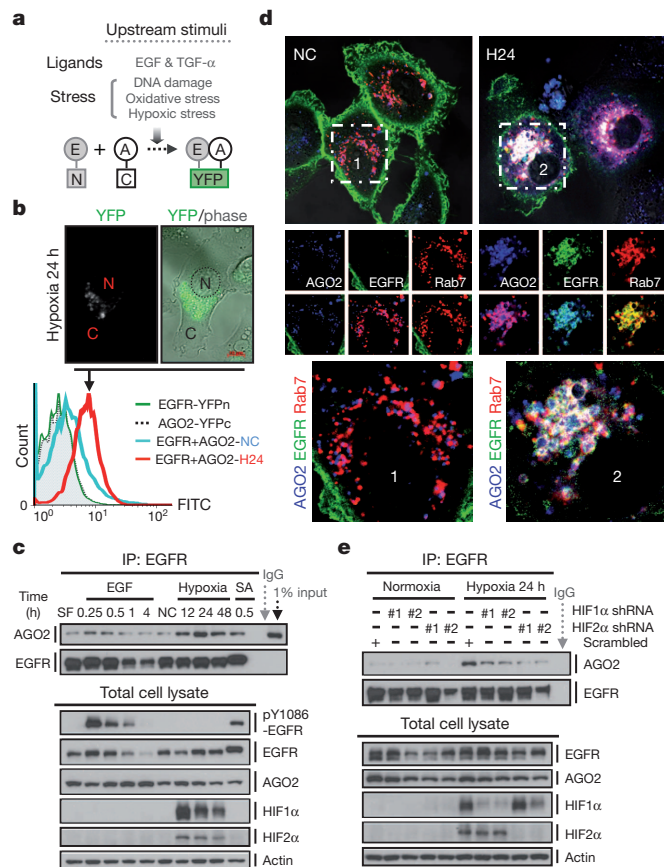 a
Upstream stimuli
Ligands EGF & TGF-α
Stress
DNA damage
Oxidative stress
Hypoxic stress
E + A E A
N C YFP
b
YFP YFP/phase
Hypoxia 24 h
N
C
N
C
Count
0
10⁰ 10¹ 10² FITC
EGFR-YFPn
AGO2-YFPc
EGFR+AGO2-NC
EGFR+AGO2-H24
c
IP: EGFR
IgG
1% input
Time (h)
EGF Hypoxia SA
SF 0.25 0.5 1 4 NC 12 24 48 0.5
AGO2
EGFR
Total cell lysate
pY1086
-EGFR
EGFR
AGO2
HIF1α
HIF2α
Actin
d
NC H24
1 2
AGO2 EGFR Rab7 AGO2 EGFR Rab7
AGO2 EGFR Rab7
1
AGO2 EGFR Rab7
2
e
IP: EGFR
IgG
Normoxia Hypoxia 24 h
– #1 #2 – – – #1 #2 – – HIF1α shRNA
– – – #1 #2 – – – #1 #2 HIF2α shRNA
+ – – – – + – – – – Scrambled
AGO2
EGFR
Total cell lysate
EGFR
AGO2
HIF1α
HIF2α
Actin